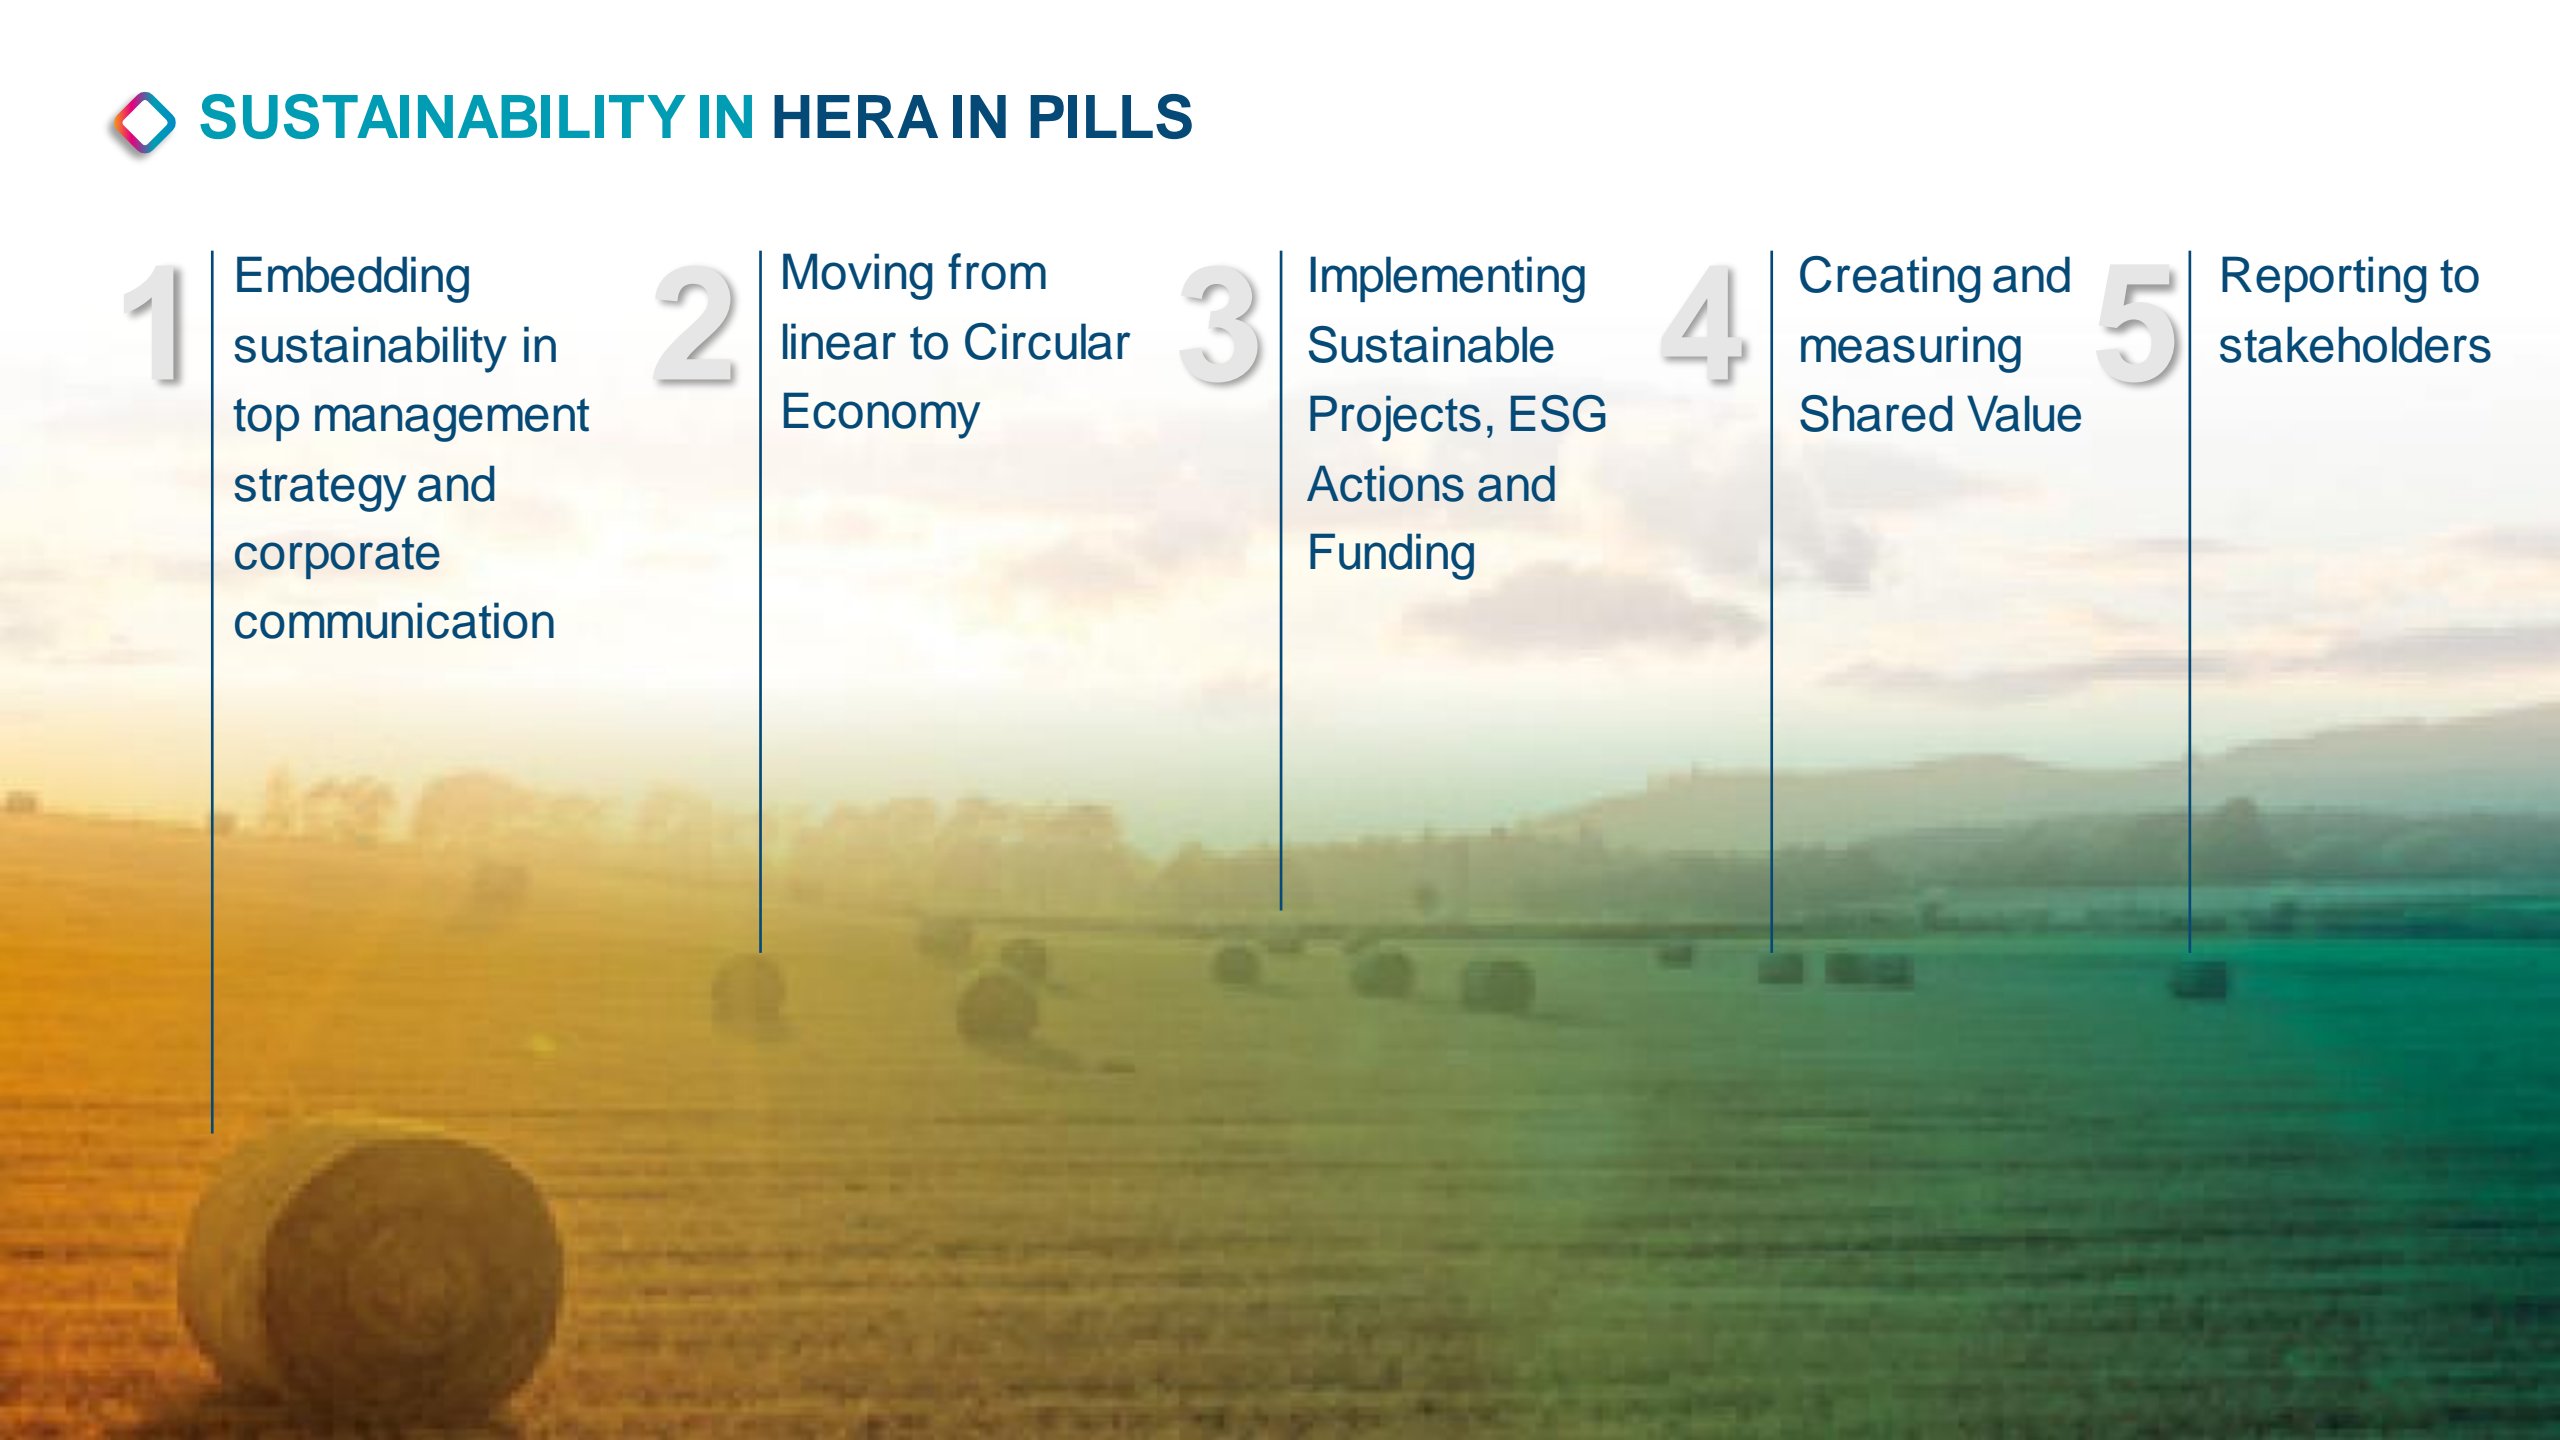 SUSTAINABILITY IN HERA IN PILLS
1
Embedding
sustainability in
top management
strategy and
corporate
communication
2
Moving from
linear to Circular
Economy
3
Implementing
Sustainable
Projects, ESG
Actions and
Funding
4
Creating and
measuring
Shared Value
5
Reporting to
stakeholders